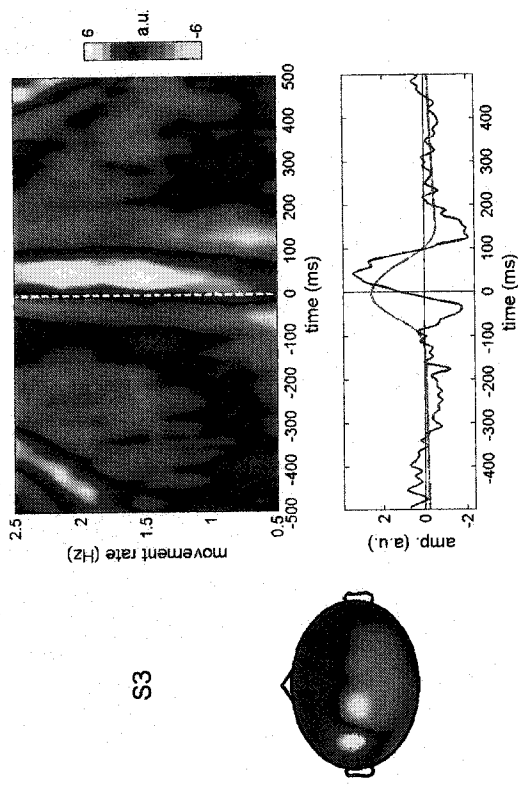 S3
6
a.u.
-6
2.5
2
1.5
1
0.5
movement rate (Hz)
-500 -400 -300 -200 -100 0 100 200 300 400 500
time (ms)
2
0
-2
amp. (a.u.)
-400 -300 -200 -100 0 100 200 300 400
time (ms)